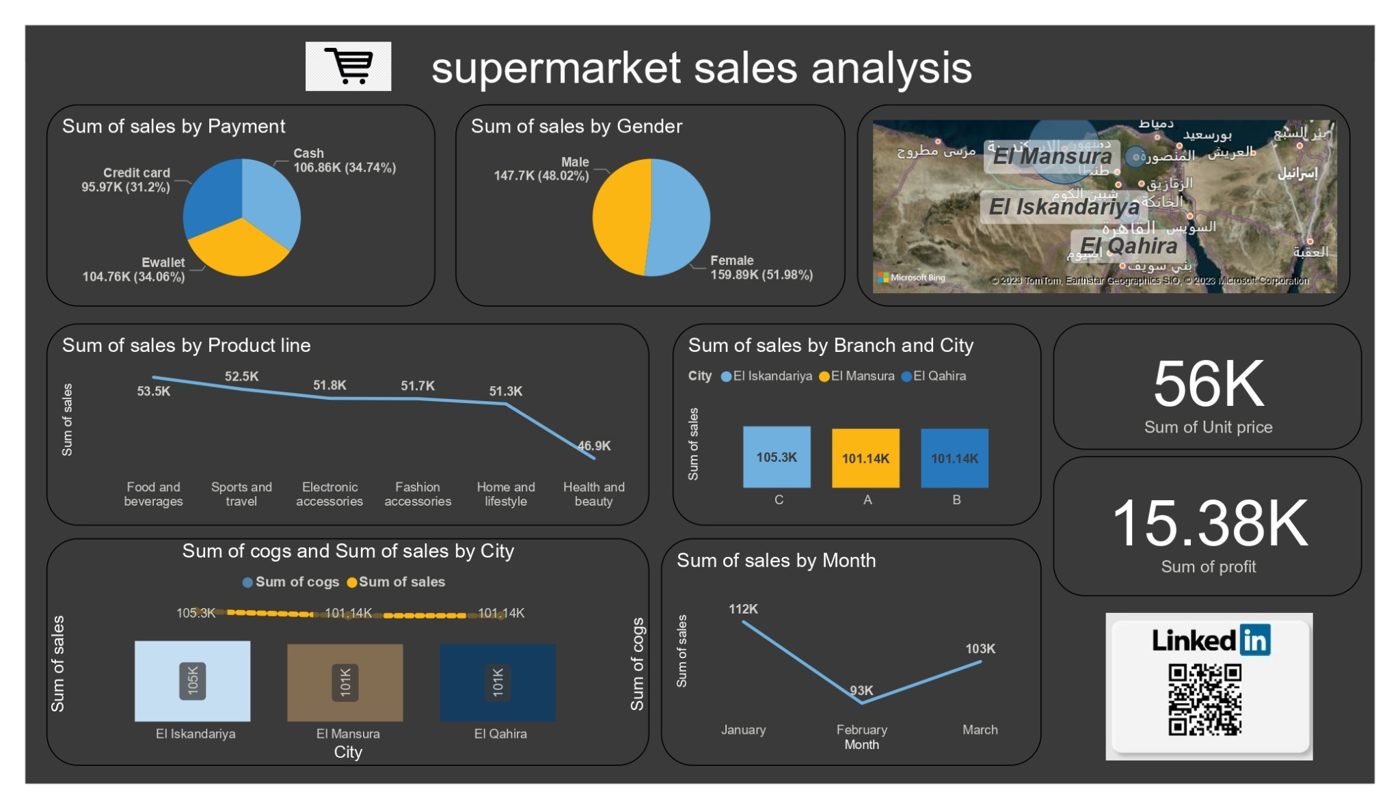 supermarket sales analysis
Sum of sales by Payment
Cash
106.86K (34.74%)
Credit card
95.97K (31.2%)
Ewallet
104.76K (34.06%)
Sum of sales by Gender
Male
147.7K (48.02%)
Female
159.89K (51.98%)
دمياط
بورسعيد
بئر السبع
مرسى مطروح
El Mansura
المنصورة
العريش
طنطا
إسرائيل
الزقازيق
شبين الكوم
الخانكة
El Iskandariya
القاهرة
السويس
El Qahira
العقبة
بني سويف
Microsoft Bing
© 2023 TomTom, Earthstar Geographics SIO, © 2023 Microsoft Corporation
Sum of sales by Product line
Sum of sales
53.5K
52.5K
51.8K
51.7K
51.3K
46.9K
Food and
beverages
Sports and
travel
Electronic
accessories
Fashion
accessories
Home and
lifestyle
Health and
beauty
Sum of sales by Branch and City
City El Iskandariya El Mansura El Qahira
Sum of sales
105.3K 101.14K 101.14K
C A B
56K
Sum of Unit price
15.38K
Sum of profit
Sum of cogs and Sum of sales by City
Sum of cogs Sum of sales
Sum of sales
Sum of cogs
105.3K 101.14K 101.14K
105K 101K 101K
El Iskandariya El Mansura El Qahira
City
Sum of sales by Month
Sum of sales
112K
93K
103K
January February March
Month
Linked in